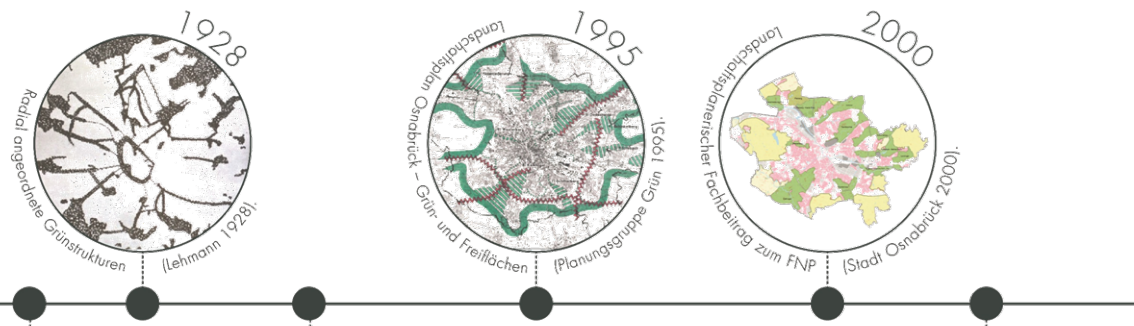 1928
Radial angeordnete Grünstrukturen (Lehmann 1928).
1995
Landschaftsplan Osnabrück – Grün- und Freiflächen (Planungsgruppe Grün 1995).
2000
Landschaftsplauerischer Fachbeitrag zum FNP (Stadt Osnabrück 2000).